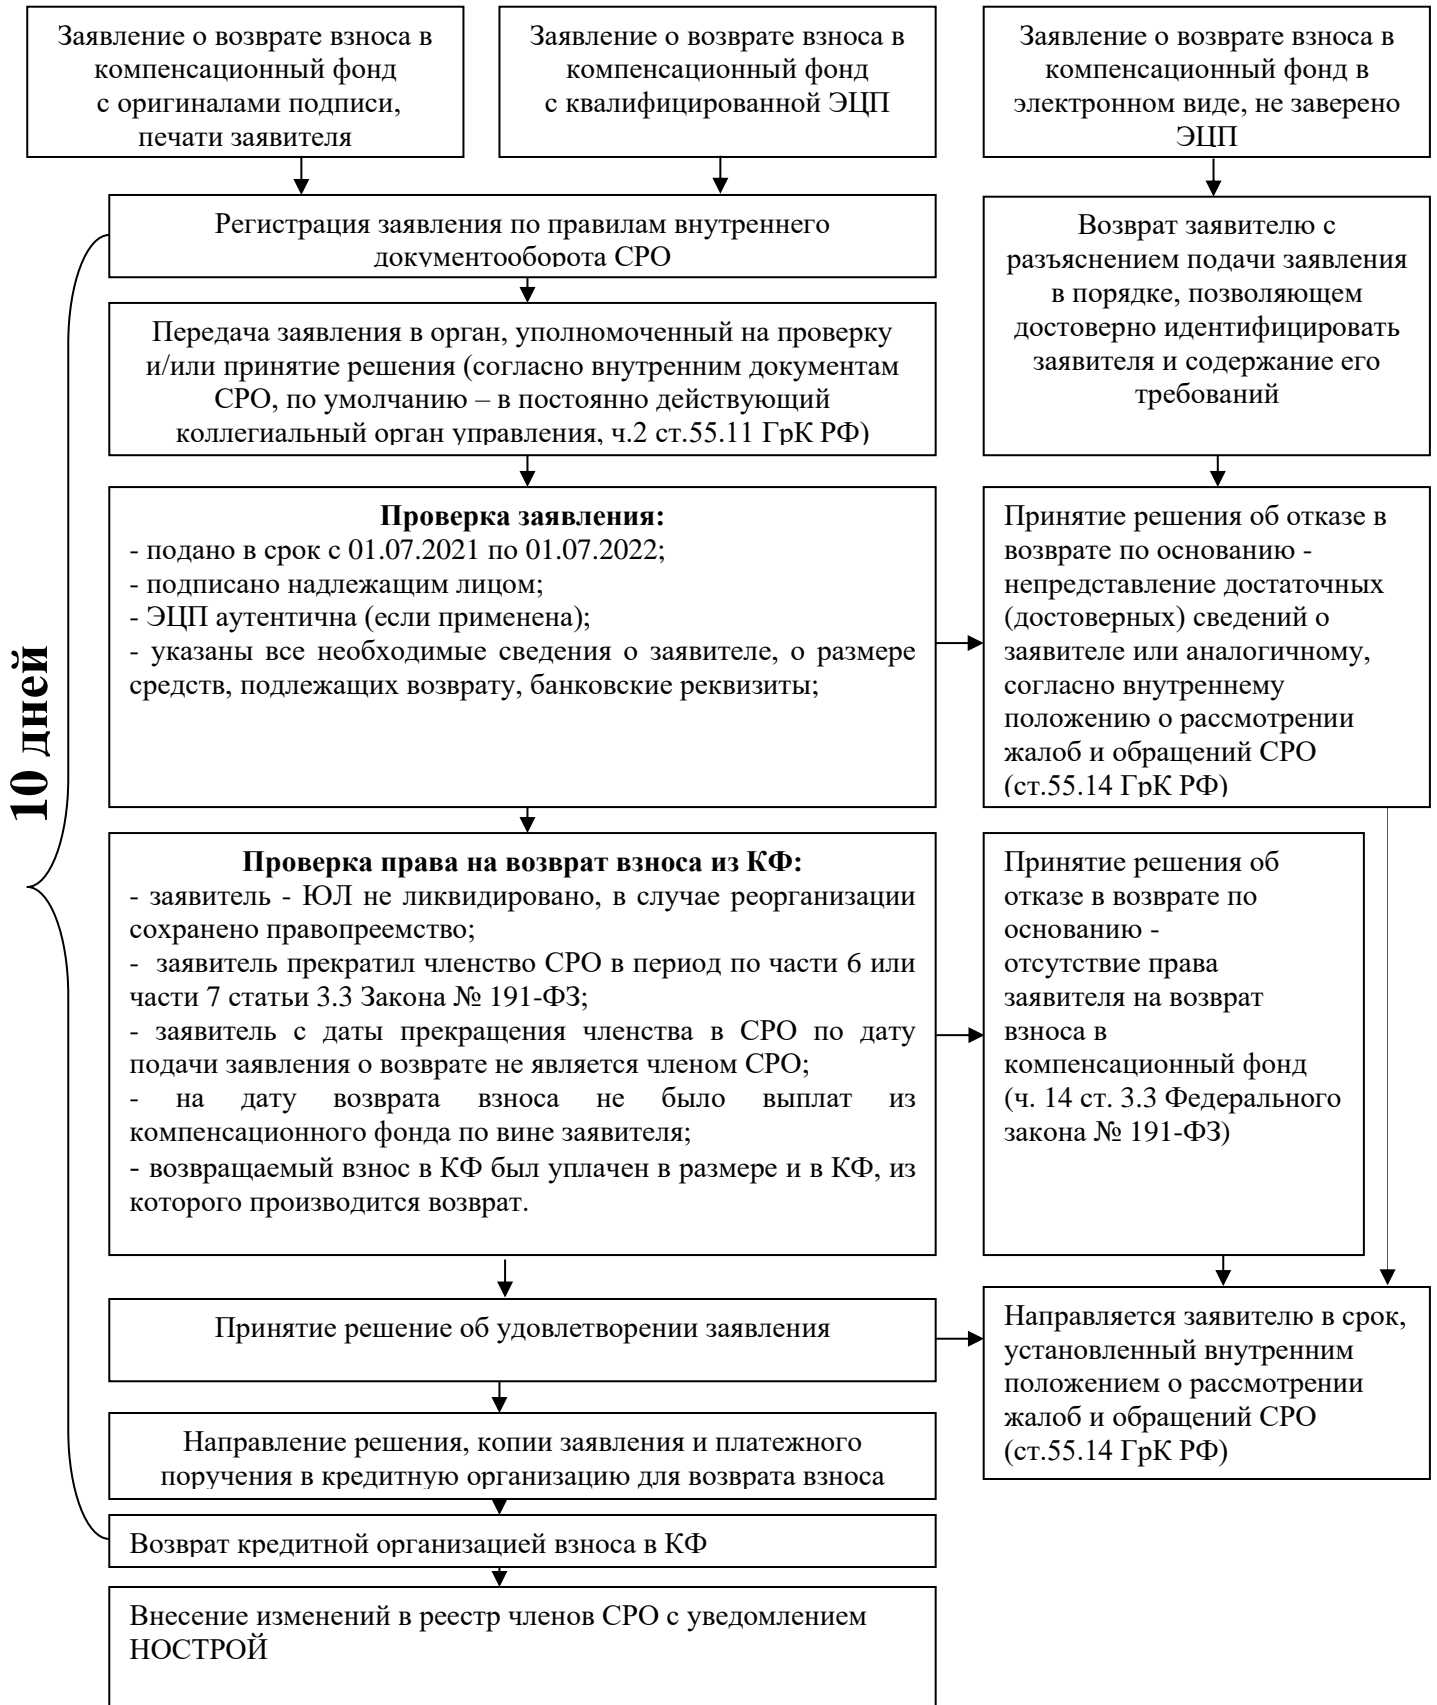 Заявление о возврате взноса в
компенсационный фонд
с оригиналами подписи,
печати заявителя
Заявление о возврате взноса в
компенсационный фонд
с квалифицированной ЭЦП
Заявление о возврате взноса в
компенсационный фонд в
электронном виде, не заверено
ЭЦП
Регистрация заявления по правилам внутреннего
документооборота СРО
Возврат заявителю с
разъяснением подачи заявления
в порядке, позволяющем
достоверно идентифицировать
заявителя и содержание его
требований
Передача заявления в орган, уполномоченный на проверку
и/или принятие решения (согласно внутренним документам
СРО, по умолчанию – в постоянно действующий
коллегиальный орган управления, ч.2 ст.55.11 ГрК РФ)
10 дней
Проверка заявления:
- подано в срок с 01.07.2021 по 01.07.2022;
- подписано надлежащим лицом;
- ЭЦП аутентична (если применена);
- указаны все необходимые сведения о заявителе, о размере
средств, подлежащих возврату, банковские реквизиты;
Принятие решения об отказе в
возврате по основанию -
непредставление достаточных
(достоверных) сведений о
заявителе или аналогичному,
согласно внутреннему
положению о рассмотрении
жалоб и обращений СРО
(ст.55.14 ГрК РФ)
Проверка права на возврат взноса из КФ:
- заявитель - ЮЛ не ликвидировано, в случае реорганизации
сохранено правопреемство;
- заявитель прекратил членство СРО в период по части 6 или
части 7 статьи 3.3 Закона № 191-ФЗ;
- заявитель с даты прекращения членства в СРО по дату
подачи заявления о возврате не является членом СРО;
- на дату возврата взноса не было выплат из
компенсационного фонда по вине заявителя;
- возвращаемый взнос в КФ был уплачен в размере и в КФ, из
которого производится возврат.
Принятие решения об
отказе в возврате по
основанию -
отсутствие права
заявителя на возврат
взноса в
компенсационный фонд
(ч. 14 ст. 3.3 Федерального
закона № 191-ФЗ)
Принятие решение об удовлетворении заявления
Направляется заявителю в срок,
установленный внутренним
положением о рассмотрении
жалоб и обращений СРО
(ст.55.14 ГрК РФ)
Направление решения, копии заявления и платежного
поручения в кредитную организацию для возврата взноса
Возврат кредитной организацией взноса в КФ
Внесение изменений в реестр членов СРО с уведомлением
НОСТРОЙ